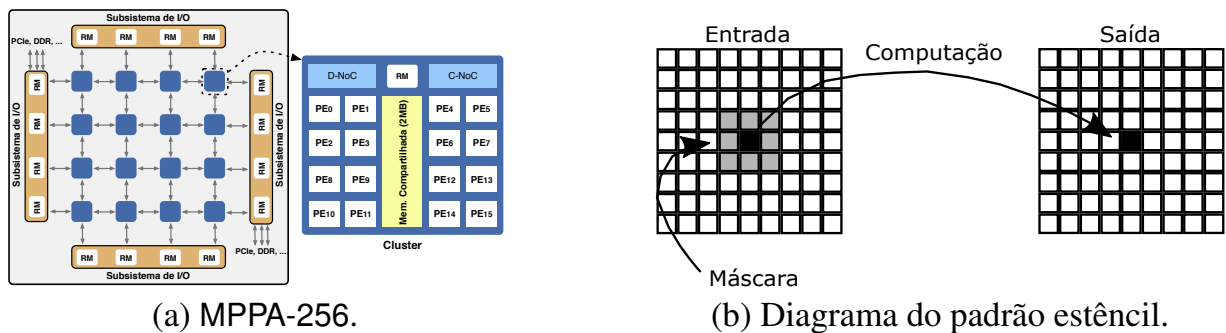 Subsistema de I/O
RM RM RM RM
PCIe, DDR, ...
Subsistema de I/O
RM
RM
RM
RM
RM
RM
RM
RM
Subsistema de I/O
PCIe, DDR, ...
RM RM RM RM
Subsistema de I/O
D-NoC RM C-NoC
PE0 PE1 PE4 PE5
PE2 PE3 PE6 PE7
PE8 PE9 PE12 PE13
PE10 PE11 PE14 PE15
Mem. Compartilhada (2MB)
Cluster
(a) MPPA-256.
Entrada
Computação
Saída
Máscara
(b) Diagrama do padrão estêncil.